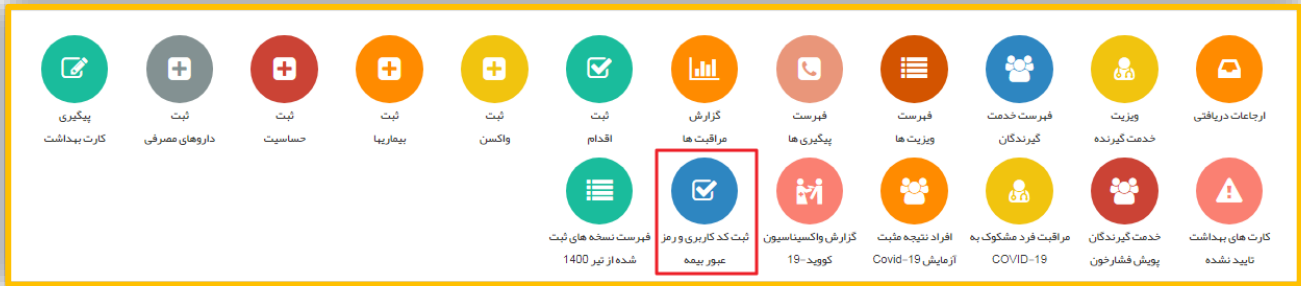 ارجاعات دریافتی
ویزیت
خدمت گیرنده
فهرست خدمت
گیرندگان
فهرست
ویزیت ها
فهرست
پیگیری ها
گزارش
مراقبت ها
ثبت
اقدام
ثبت
واکسن
ثبت
بیماریها
ثبت
حساسیت
ثبت
داروهای مصرفی
پیگیری
کارت بهداشت
کارت های بهداشت
تایید نشده
خدمت گیرندگان
پویش فشارخون
مراقبت فرد مشکوک به
COVID-19
افراد نتیجه مثبت
آزمایش Covid-19
گزارش واکسیناسیون
کووید-19
ثبت کد کاربری و رمز
عبور بیمه
فهرست نسخه های ثبت
شده از تیر 1400